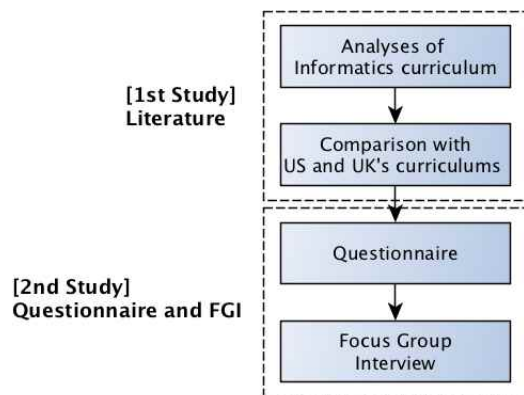 Analyses of
Informatics curriculum
[1st Study]
Literature
Comparison with
US and UK's curriculums
Questionnaire
[2nd Study]
Questionnaire and FGI
Focus Group
Interview